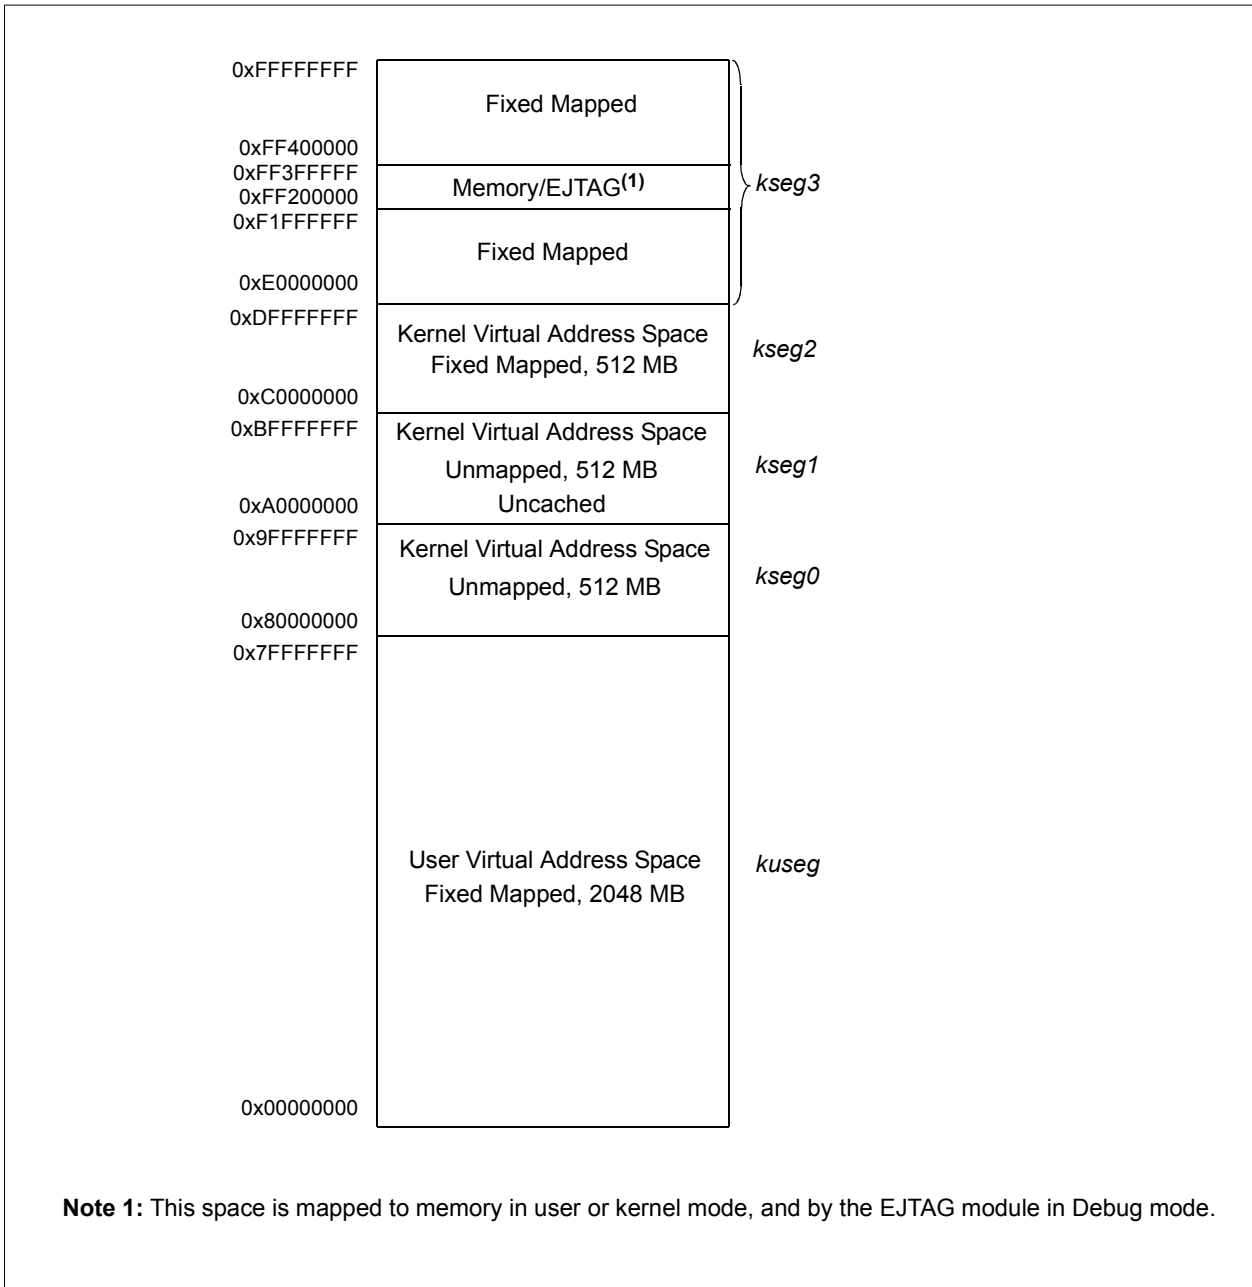 0xFFFFFFFF
Fixed Mapped
0xFF400000
0xFF3FFFFF
Memory/EJTAG(1)
kseg3
0xFF200000
0xF1FFFFFF
Fixed Mapped
0xE0000000
0xDFFFFFFF
Kernel Virtual Address Space
Fixed Mapped, 512 MB
kseg2
0xC0000000
0xBFFFFFFF
Kernel Virtual Address Space
Unmapped, 512 MB
kseg1
Uncached
0xA0000000
0x9FFFFFFF
Kernel Virtual Address Space
Unmapped, 512 MB
kseg0
0x80000000
0x7FFFFFFF
User Virtual Address Space
Fixed Mapped, 2048 MB
kuseg
0x00000000
Note 1: This space is mapped to memory in user or kernel mode, and by the EJTAG module in Debug mode.